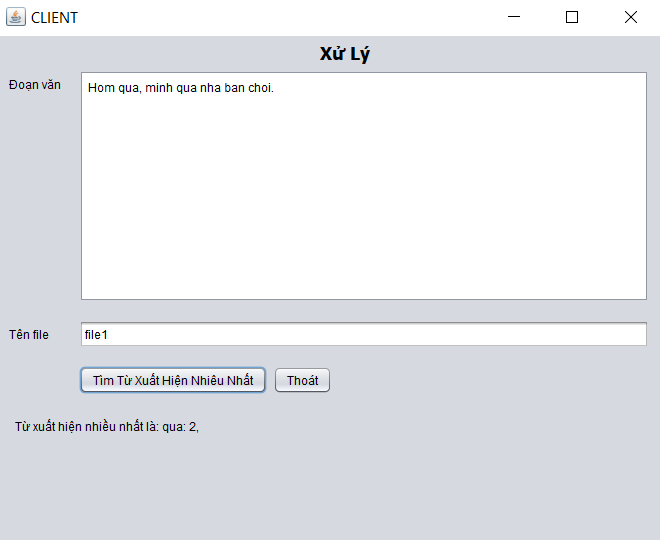 CLIENT
Xử Lý
Đoạn văn
Hom qua, minh qua nha ban choi.
Tên file
file1
Tìm Từ Xuất Hiện Nhiêu Nhất
Thoát
Từ xuất hiện nhiều nhất là: qua: 2,